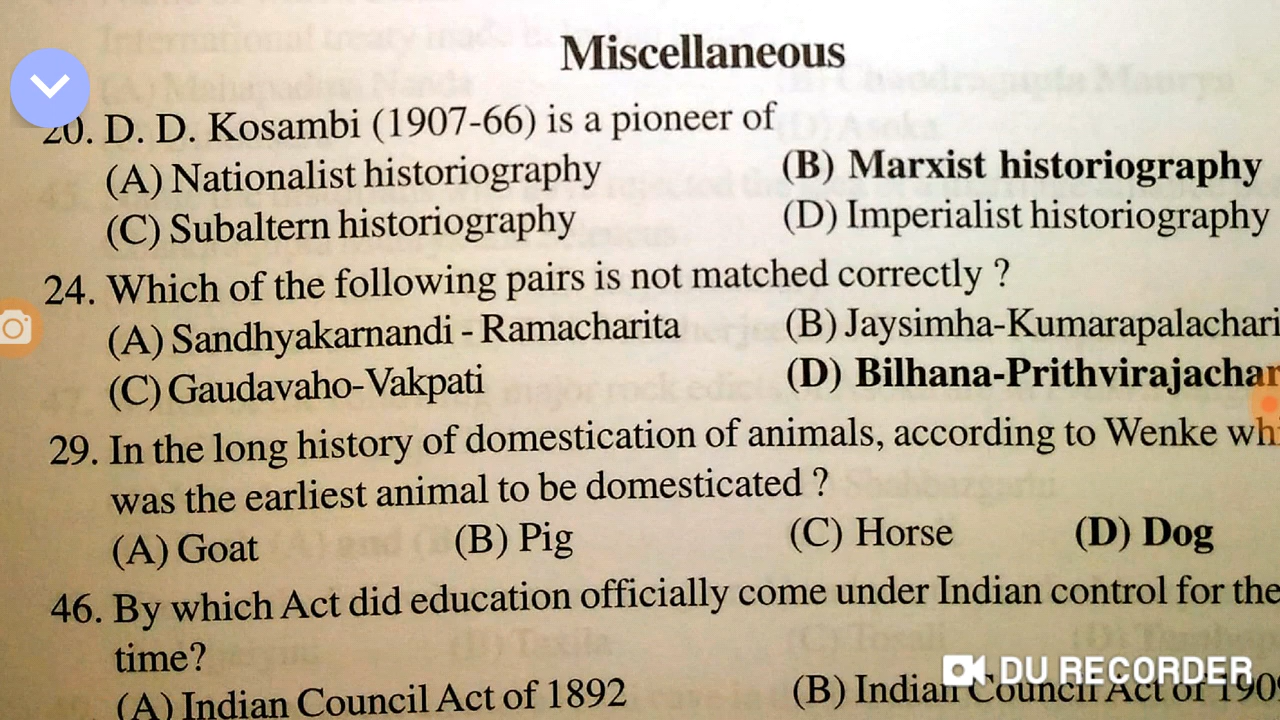 Miscellaneous
20. D. D. Kosambi (1907-66) is a pioneer of
(A) Nationalist historiography (B) Marxist historiography
(C) Subaltern historiography (D) Imperialist historiography
24. Which of the following pairs is not matched correctly ?
(A) Sandhyakarnandi - Ramacharita (B) Jaysimha-Kumarapalachari
(C) Gaudavaho-Vakpati (D) Bilhana-Prithvirajachar
29. In the long history of domestication of animals, according to Wenke whi
was the earliest animal to be domesticated ?
(A) Goat (B) Pig (C) Horse (D) Dog
46. By which Act did education officially come under Indian control for the
time?
(A) Indian Council Act of 1892 (B) Indian Council Act of 190
DU RECORDER